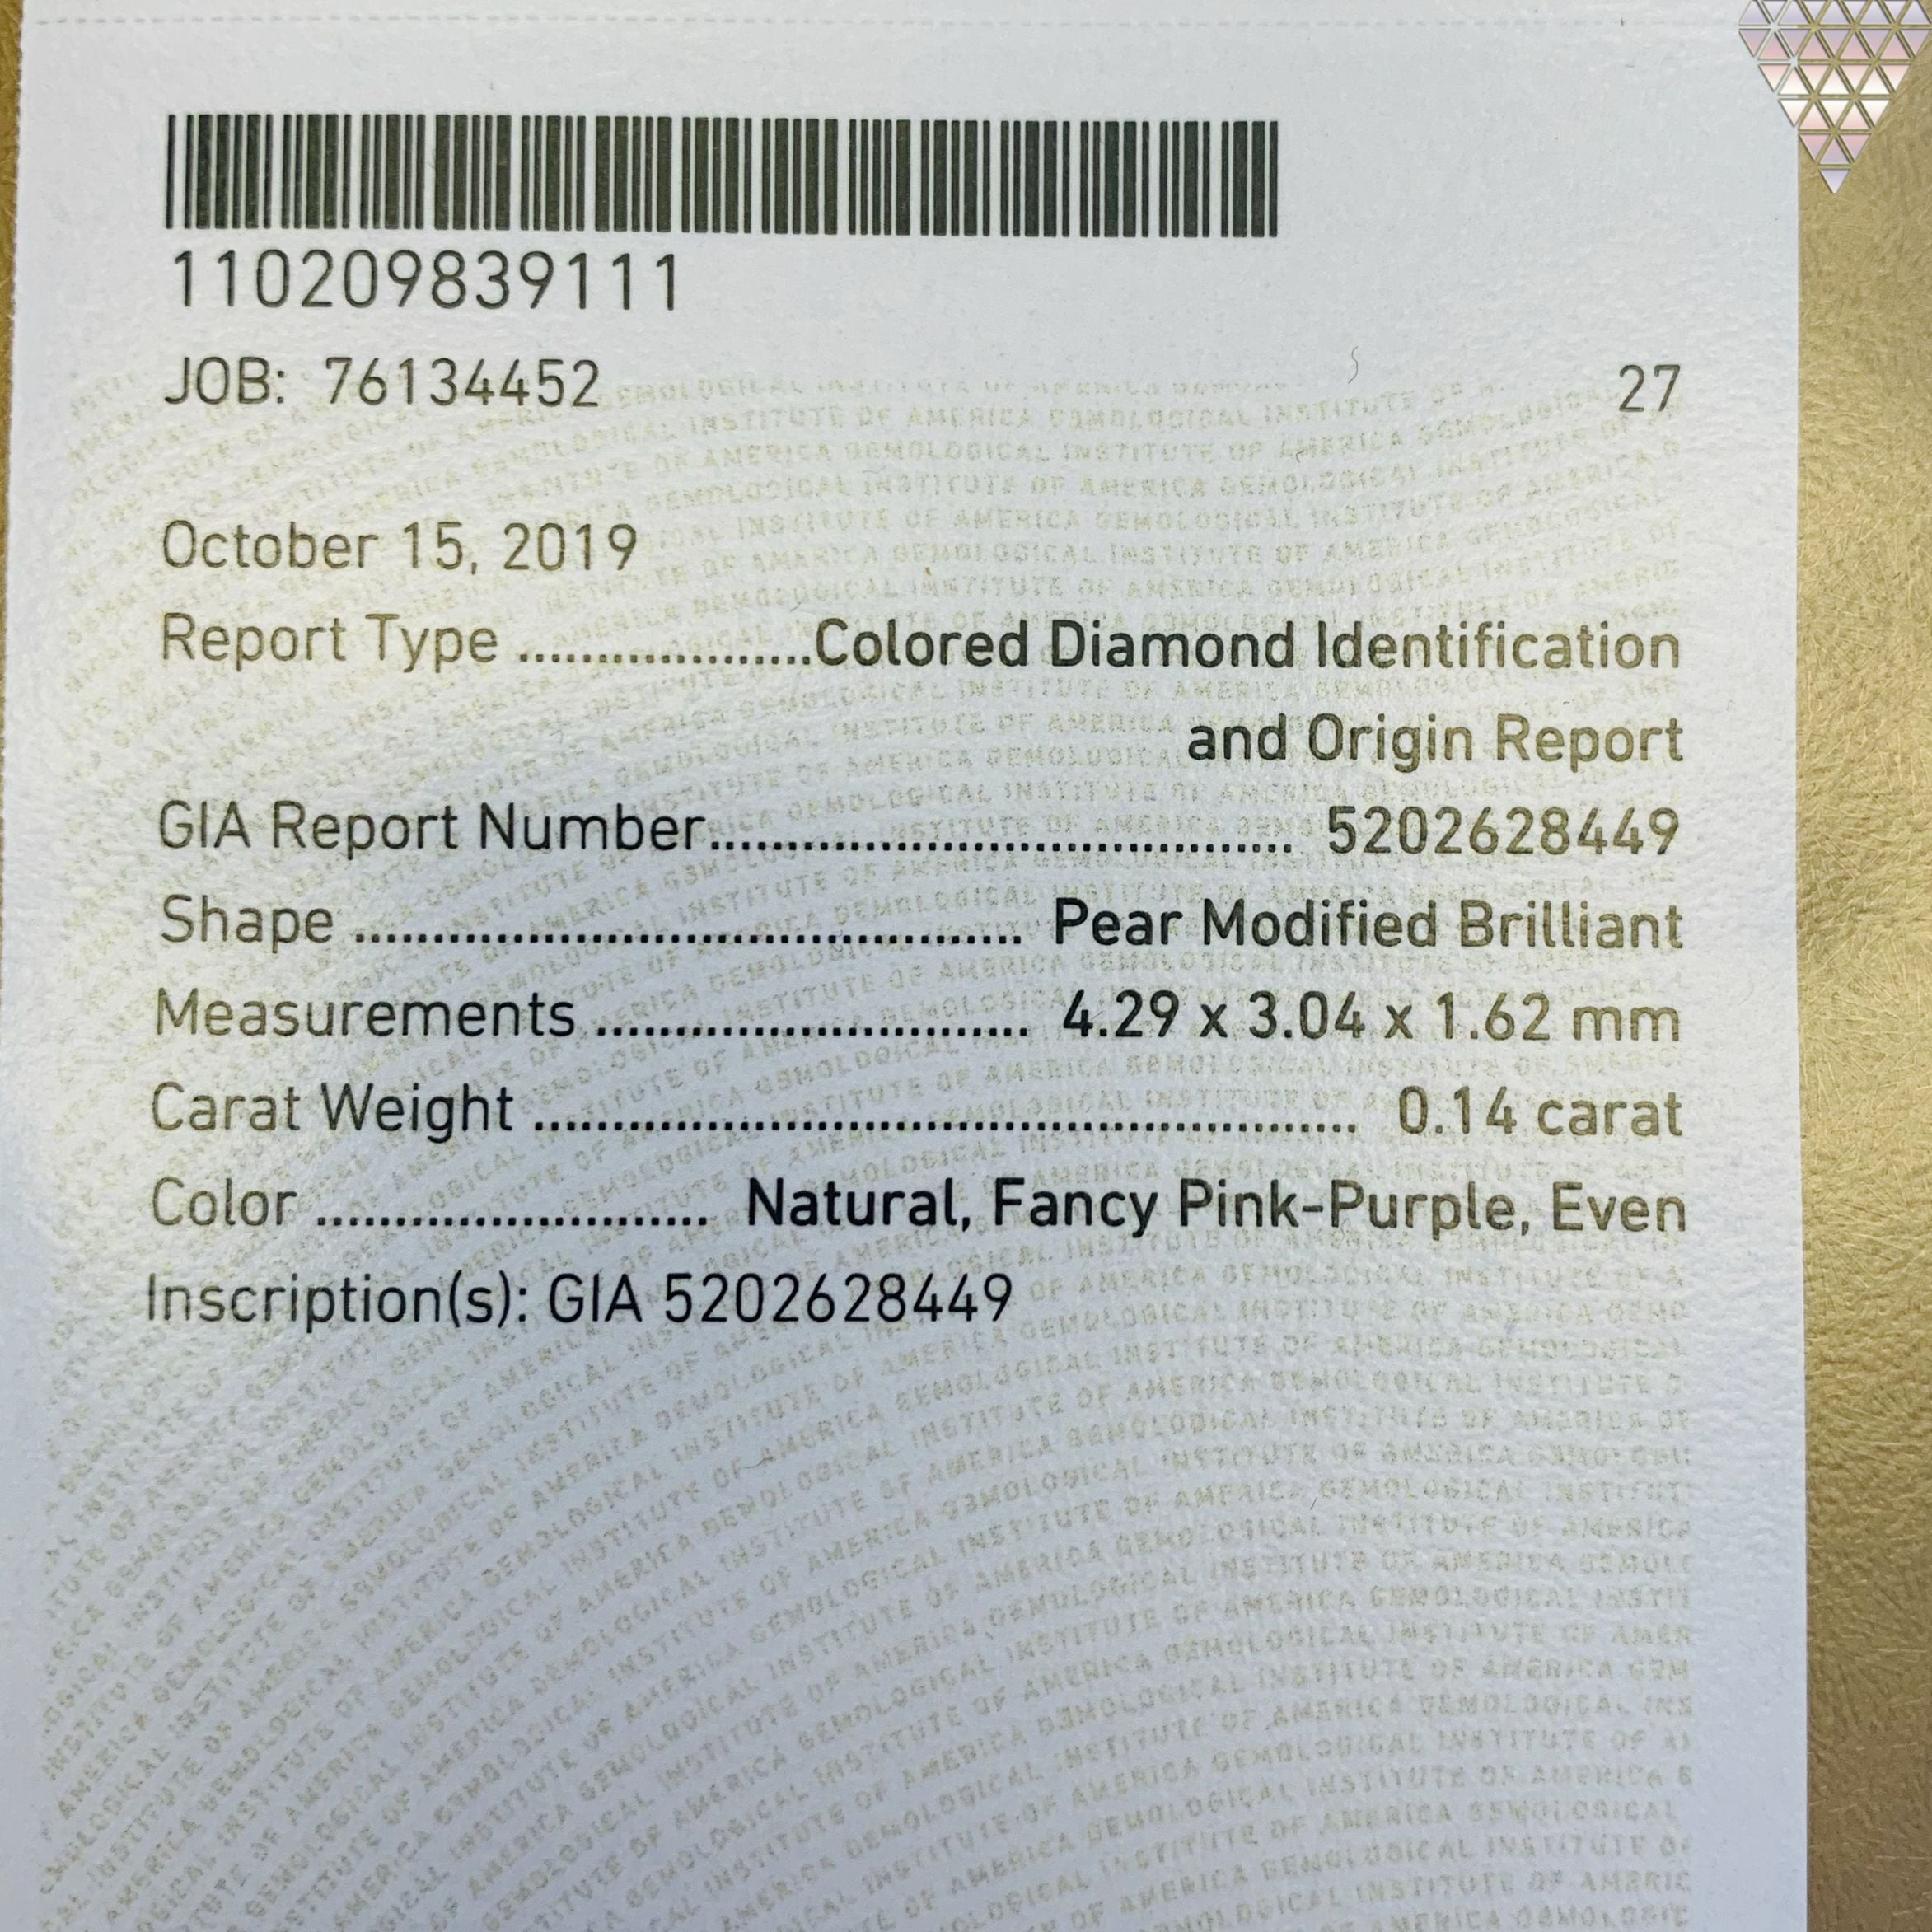 110209839111
JOB: 76134452 27
October 15, 2019
Report Type ...................Colored Diamond Identification
and Origin Report
GIA Report Number...................................... 5202628449
Shape ........................................... Pear Modified Brilliant
Measurements ............................ 4.29 x 3.04 x 1.62 mm
Carat Weight ..................................................... 0.14 carat
Color ......................... Natural, Fancy Pink-Purple, Even
Inscription(s): GIA 5202628449